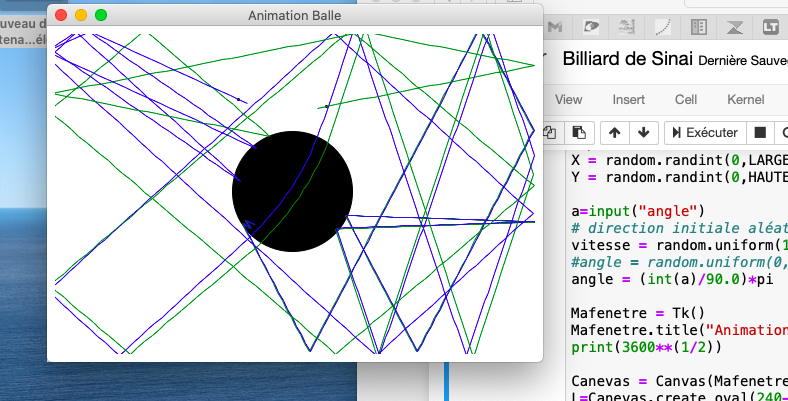 Animation Balle
tena...él
LT
Billiard de Sinai Dernière Sauve
View Insert Cell Kernel
Exécuter
X = random.randint(0,LARGE
Y = random.randint(0,HAUTE
a=input("angle")
# direction initiale aléat
vitesse = random.uniform(1
#angle = random.uniform(0,
angle = (int(a)/90.0)*pi
Mafenetre = Tk()
Mafenetre.title("Animation
print(3600**(1/2))
Canevas = Canvas(Mafenetre
L=Canevas.create_oval(240-